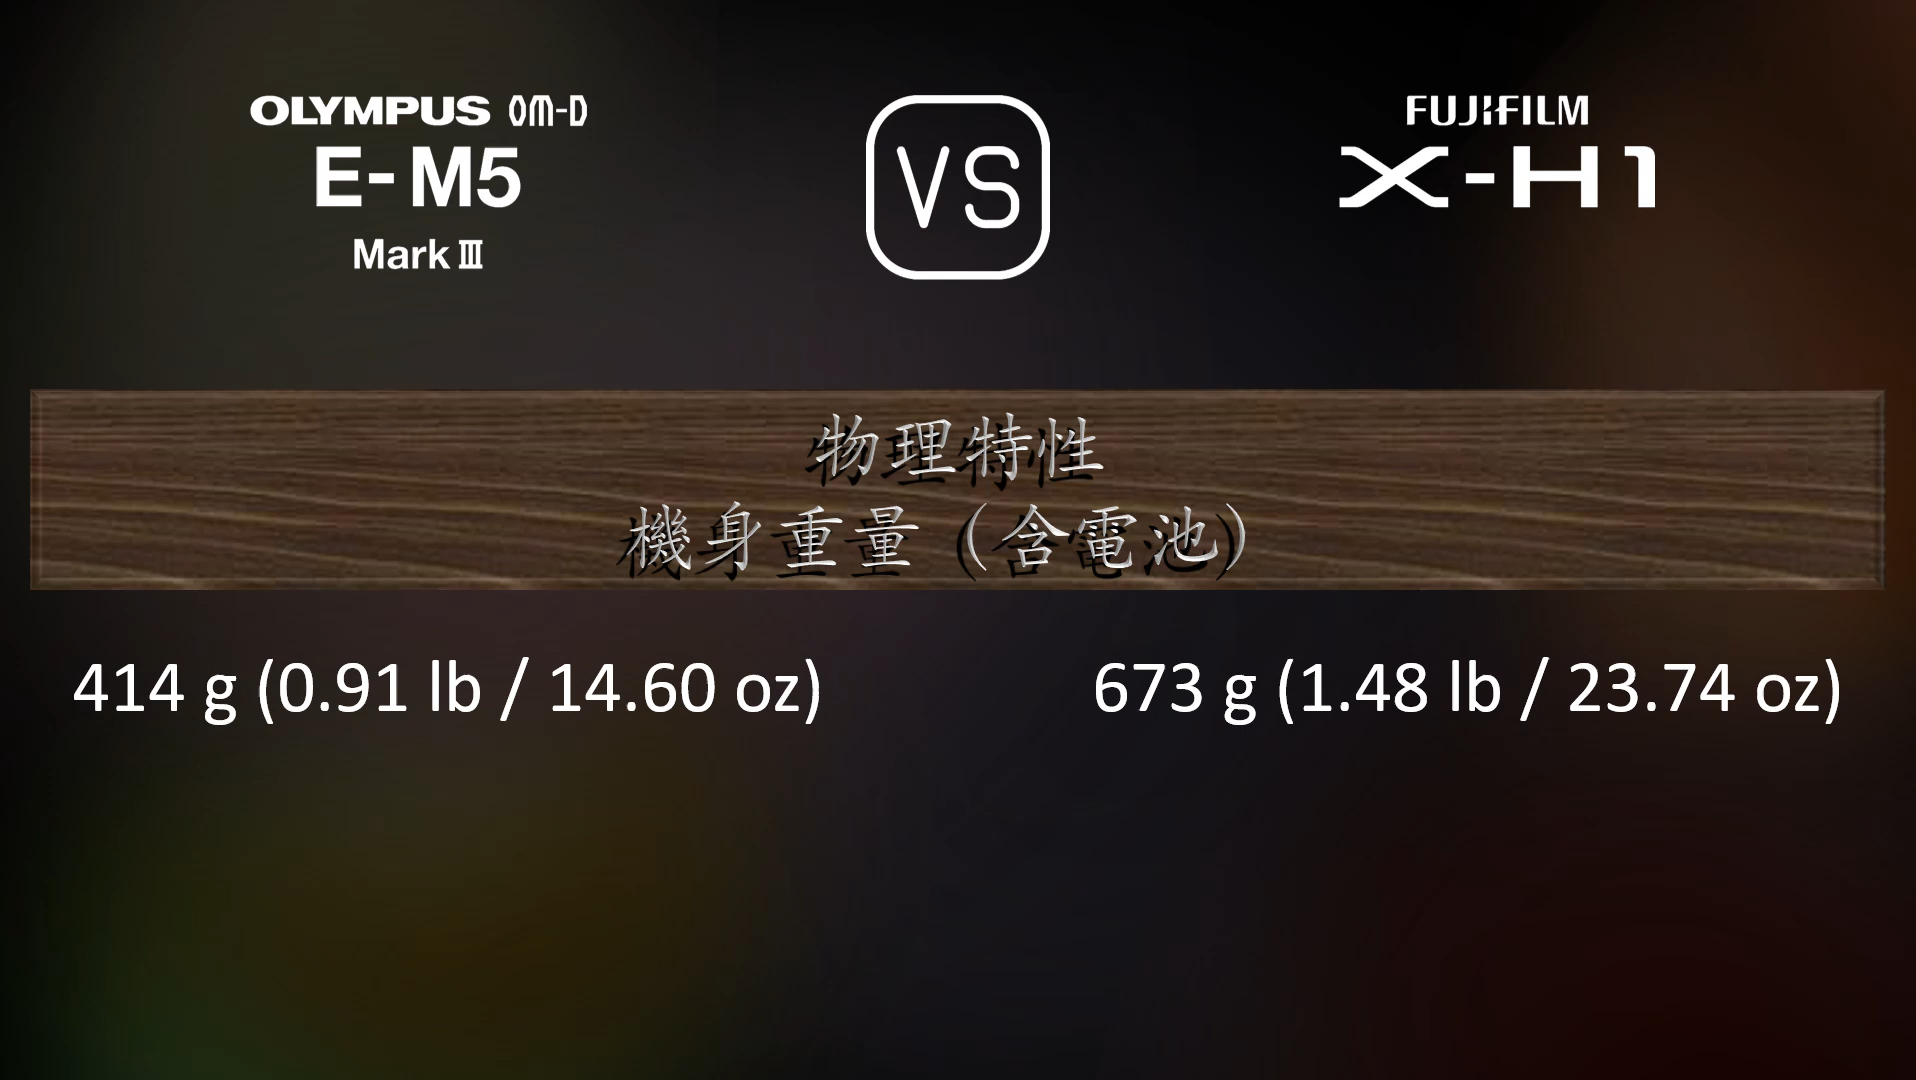 OLYMPUS OM-D
E-M5
Mark III
VS
FUJIFILM
X-H1
物理特性
機身重量（含電池）
414 g (0.91 lb / 14.60 oz)
673 g (1.48 lb / 23.74 oz)